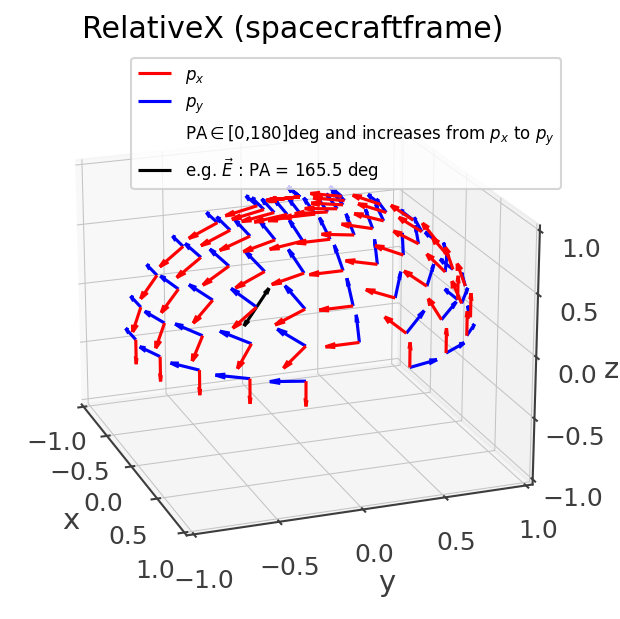 RelativeX (spacecraftframe)
p_x
p_y
PA∈[0,180]deg and increases from p_x to p_y
e.g. E⃗ : PA = 165.5 deg
1.0
0.5
0.0
z
−0.5
−1.0
−1.0
−0.5
0.0
0.5
1.0
x
−1.0
−0.5
0.0
0.5
1.0
y